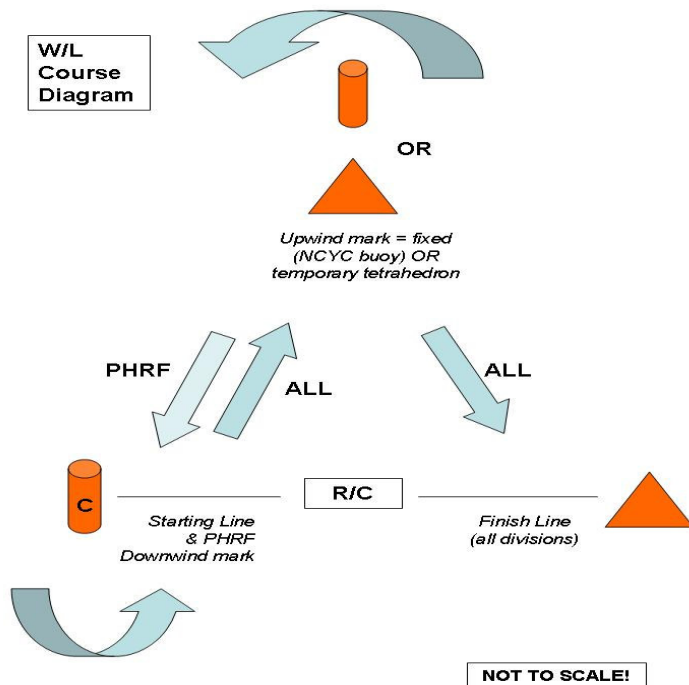 W/L
Course
Diagram
OR
Upwind mark = fixed
(NCYC buoy) OR
temporary tetrahedron
PHRF
ALL
ALL
C
R/C
Starting Line
& PHRF
Downwind mark
Finish Line
(all divisions)
NOT TO SCALE!